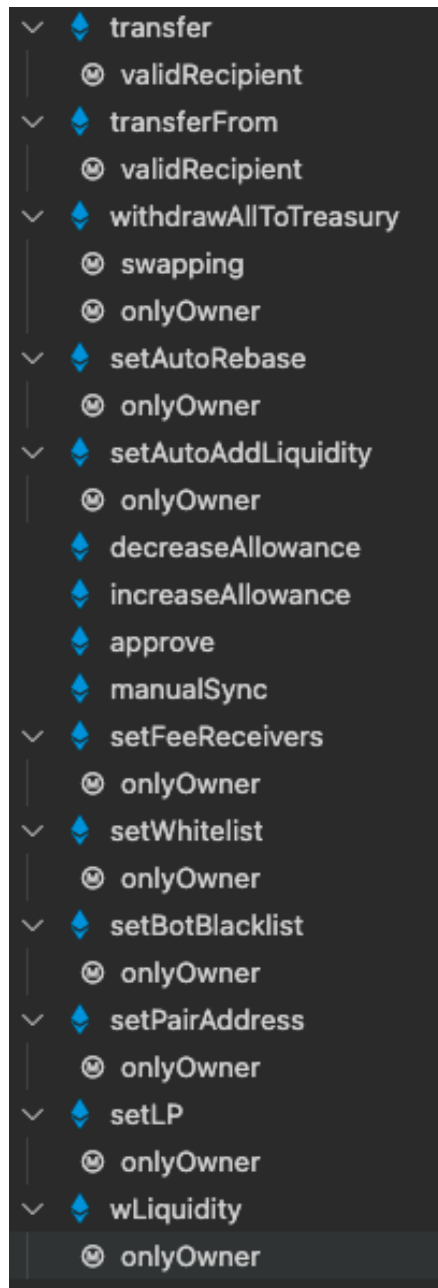 transfer
validRecipient
transferFrom
validRecipient
withdrawAllToTreasury
swapping
onlyOwner
setAutoRebase
onlyOwner
setAutoAddLiquidity
onlyOwner
decreaseAllowance
increaseAllowance
approve
manualSync
setFeeReceivers
onlyOwner
setWhitelist
onlyOwner
setBotBlacklist
onlyOwner
setPairAddress
onlyOwner
setLP
onlyOwner
wLiquidity
onlyOwner